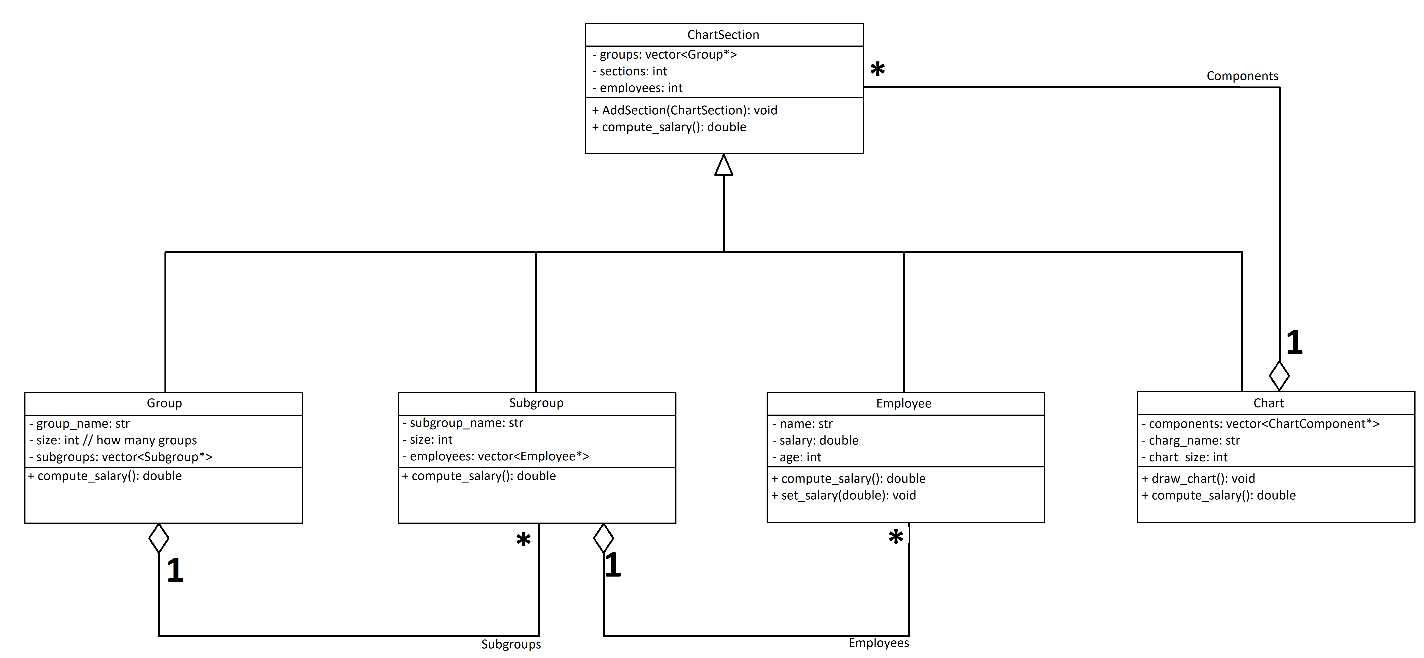 ChartSection
- groups: vector<Group*>
- sections: int
- employees: int
+ AddSection(ChartSection): void
+ compute_salary(): double
*
Components
1
Group
- group_name: str
- size: int // how many groups
- subgroups: vector<Subgroup*>
+ compute_salary(): double
Subgroup
- subgroup_name: str
- size: int
- employees: vector<Employee*>
+ compute_salary(): double
Employee
- name: str
- salary: double
- age: int
+ compute_salary(): double
+ set_salary(double): void
Chart
- components: vector<ChartComponent*>
- charg_name: str
- chart_size: int
+ draw_chart(): void
+ compute_salary(): double
1
*
Subgroups
1
*
Employees